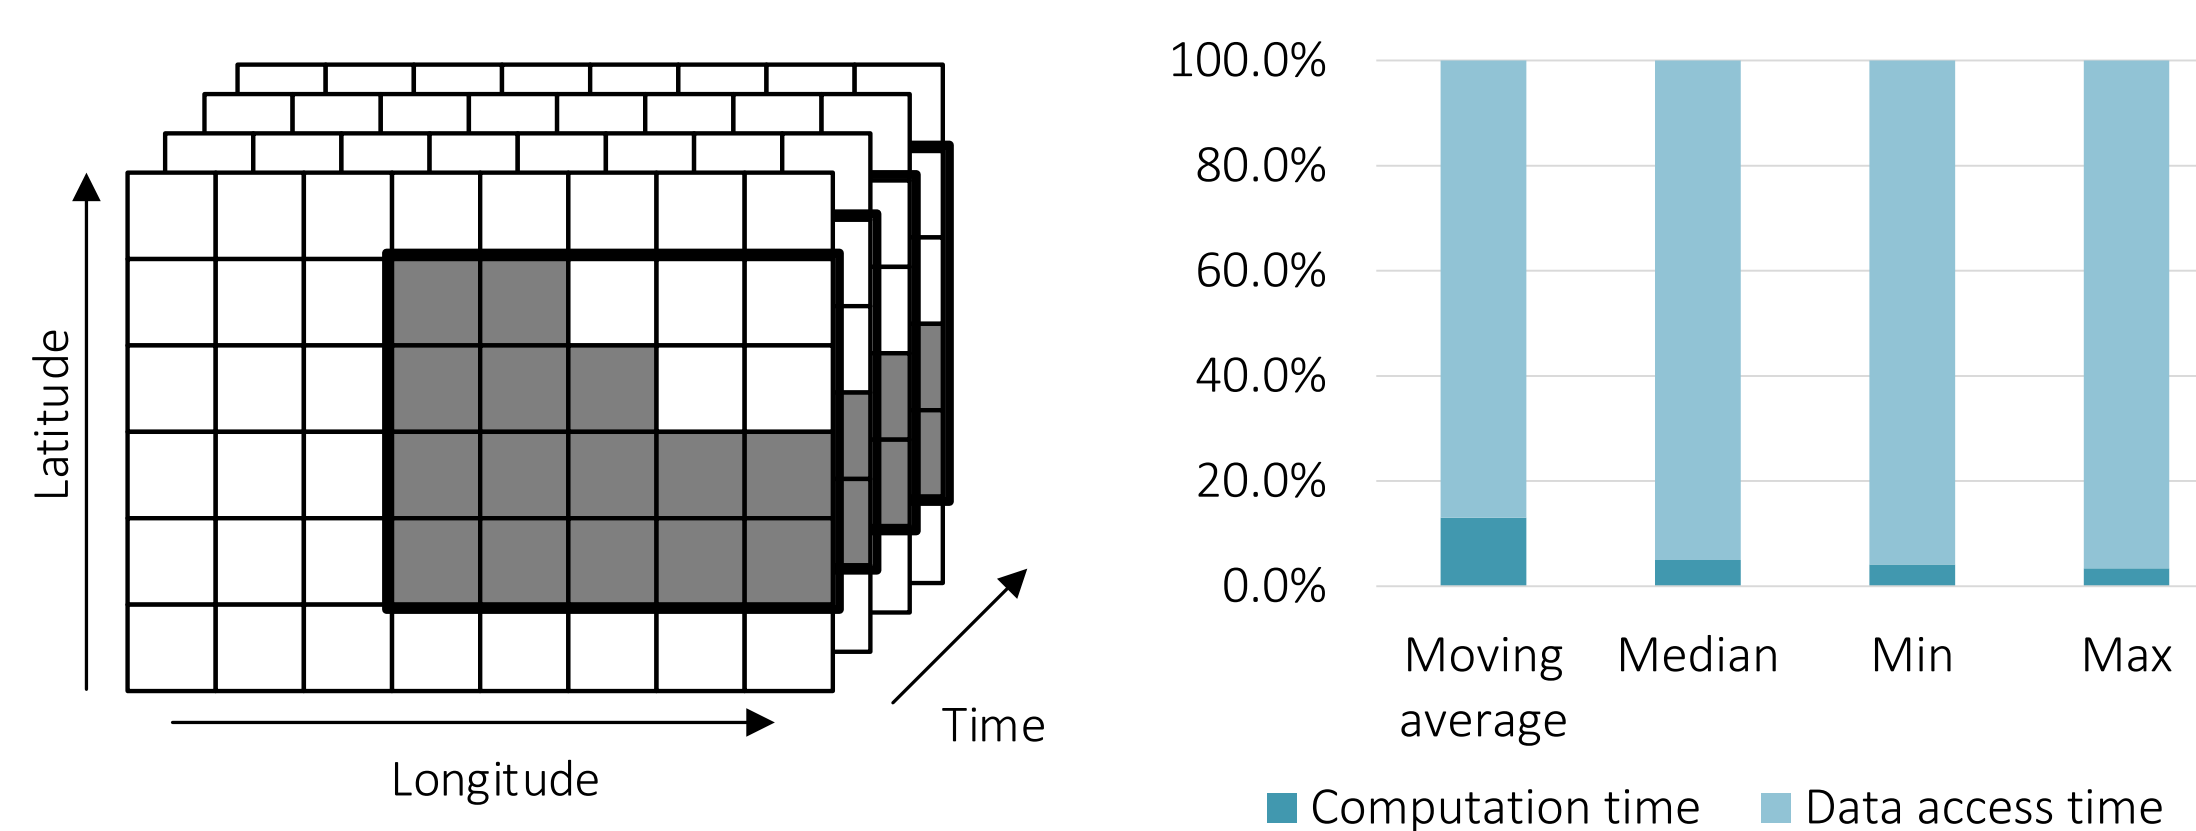 Latitude
Longitude
Time
100.0%
80.0%
60.0%
40.0%
20.0%
0.0%
Moving
average
Median
Min
Max
Computation time
Data access time